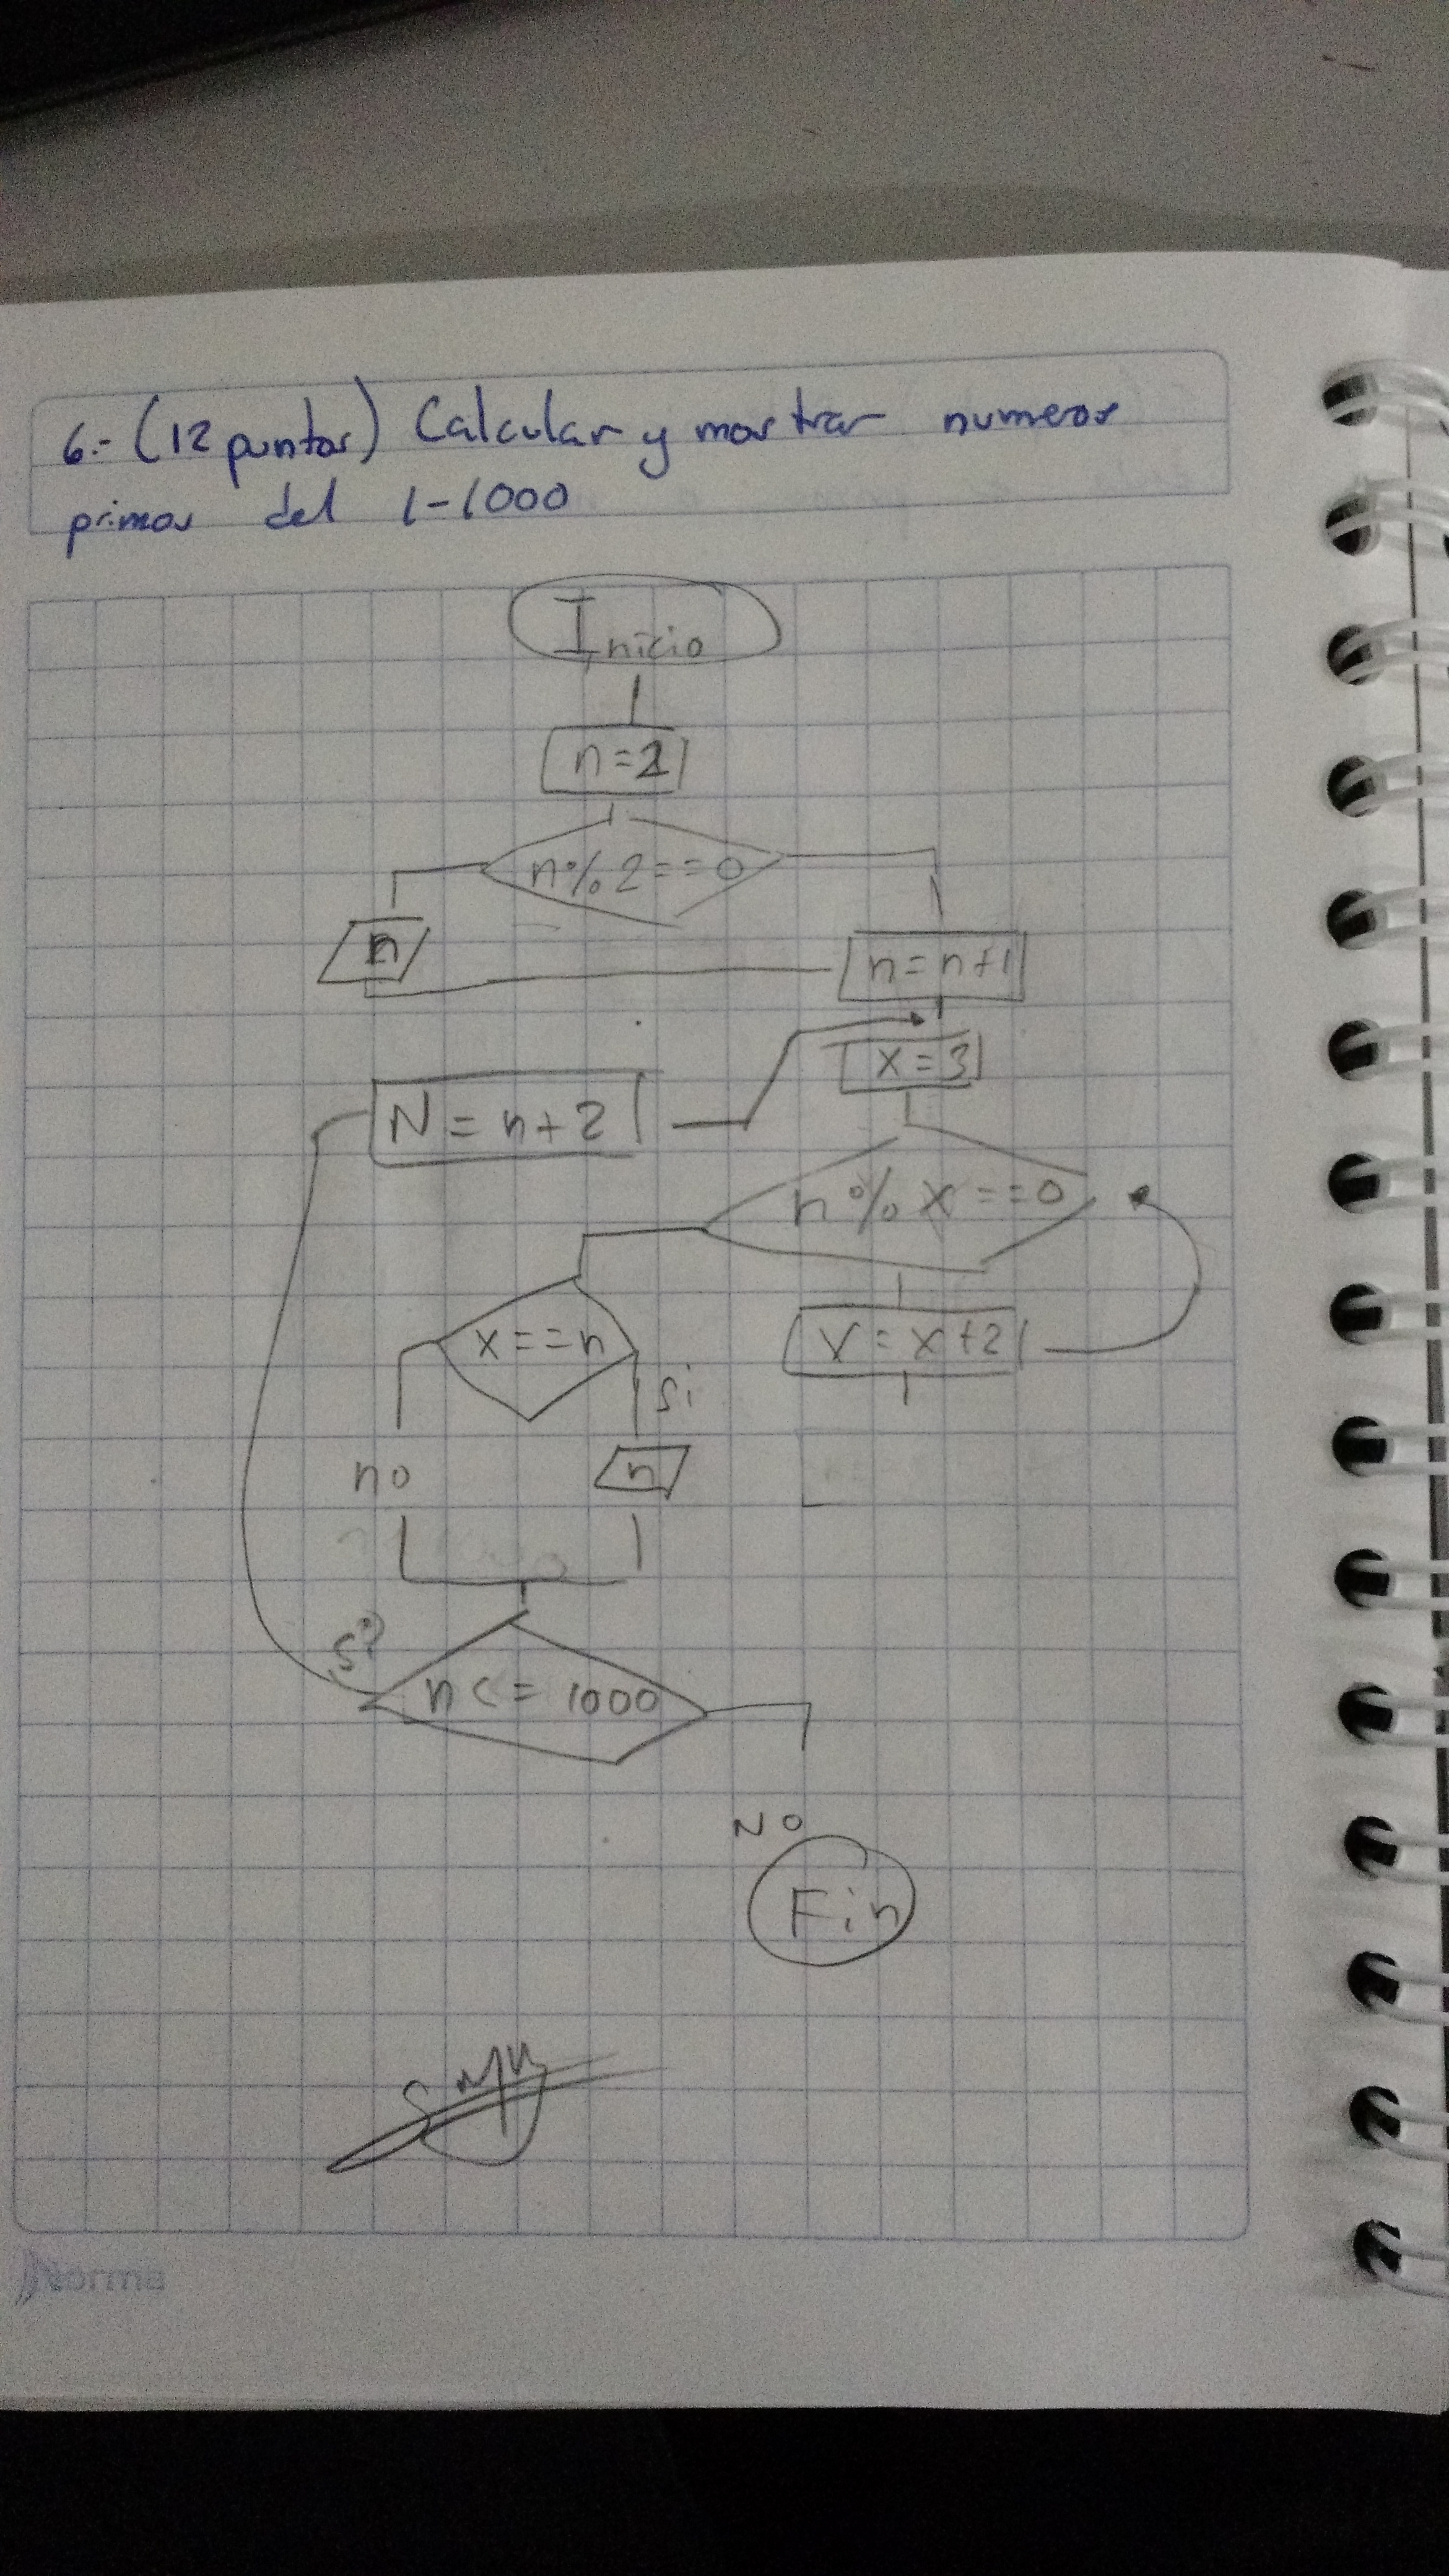 6.- (12 puntos) Calcular y mostrar numeros
primos del 1-1000
Inicio
n=2
n%2==0
n
n=n+1
x=3
N=n+2
n%x==0
x==n
x=x+2
si
no
n
si
n<=1000
No
Fin
Norma